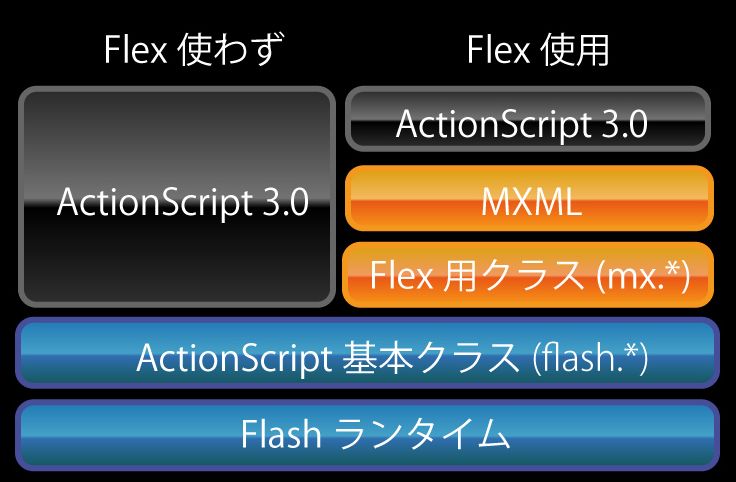 Flex 使わず
Flex 使用
ActionScript 3.0
ActionScript 3.0
MXML
Flex 用クラス (mx.*)
ActionScript 基本クラス (flash.*)
Flash ランタイム